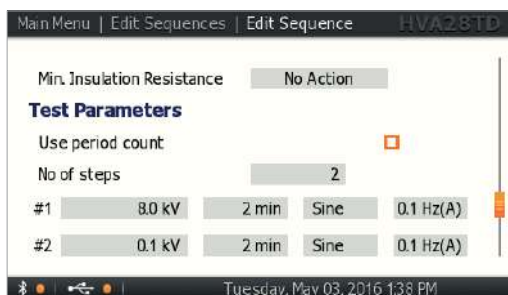 Main Menu | Edit Sequences | Edit Sequence HVA28TD
Min. Insulation Resistance No Action
Test Parameters
Use period count
No of steps 2
#1 8.0 kV 2 min Sine 0.1 Hz(A)
#2 0.1 kV 2 min Sine 0.1 Hz(A)
Tuesday, May 03, 2016 1:38 PM